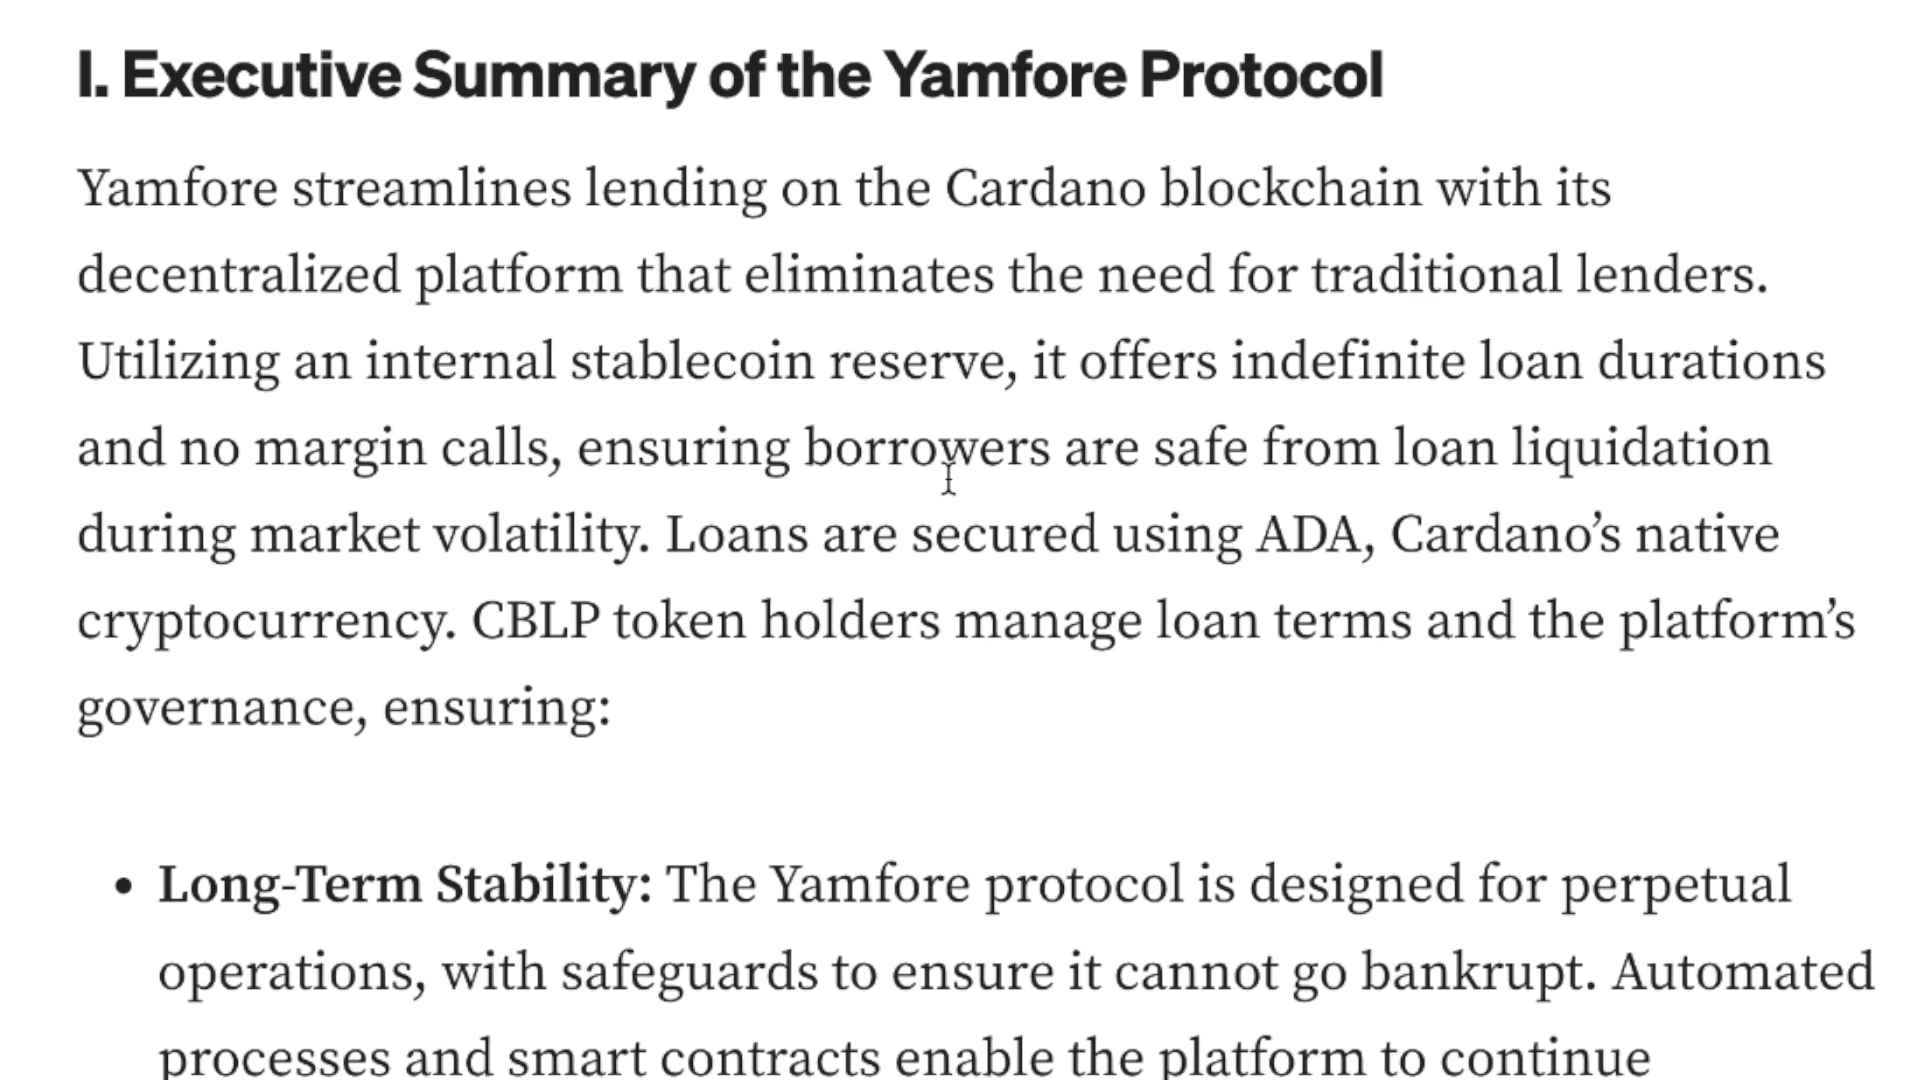 I. Executive Summary of the Yamfore Protocol
Yamfore streamlines lending on the Cardano blockchain with its
decentralized platform that eliminates the need for traditional lenders.
Utilizing an internal stablecoin reserve, it offers indefinite loan durations
and no margin calls, ensuring borrowers are safe from loan liquidation
during market volatility. Loans are secured using ADA, Cardano’s native
cryptocurrency. CBLP token holders manage loan terms and the platform’s
governance, ensuring:
• Long-Term Stability: The Yamfore protocol is designed for perpetual
operations, with safeguards to ensure it cannot go bankrupt. Automated
processes and smart contracts enable the platform to continue